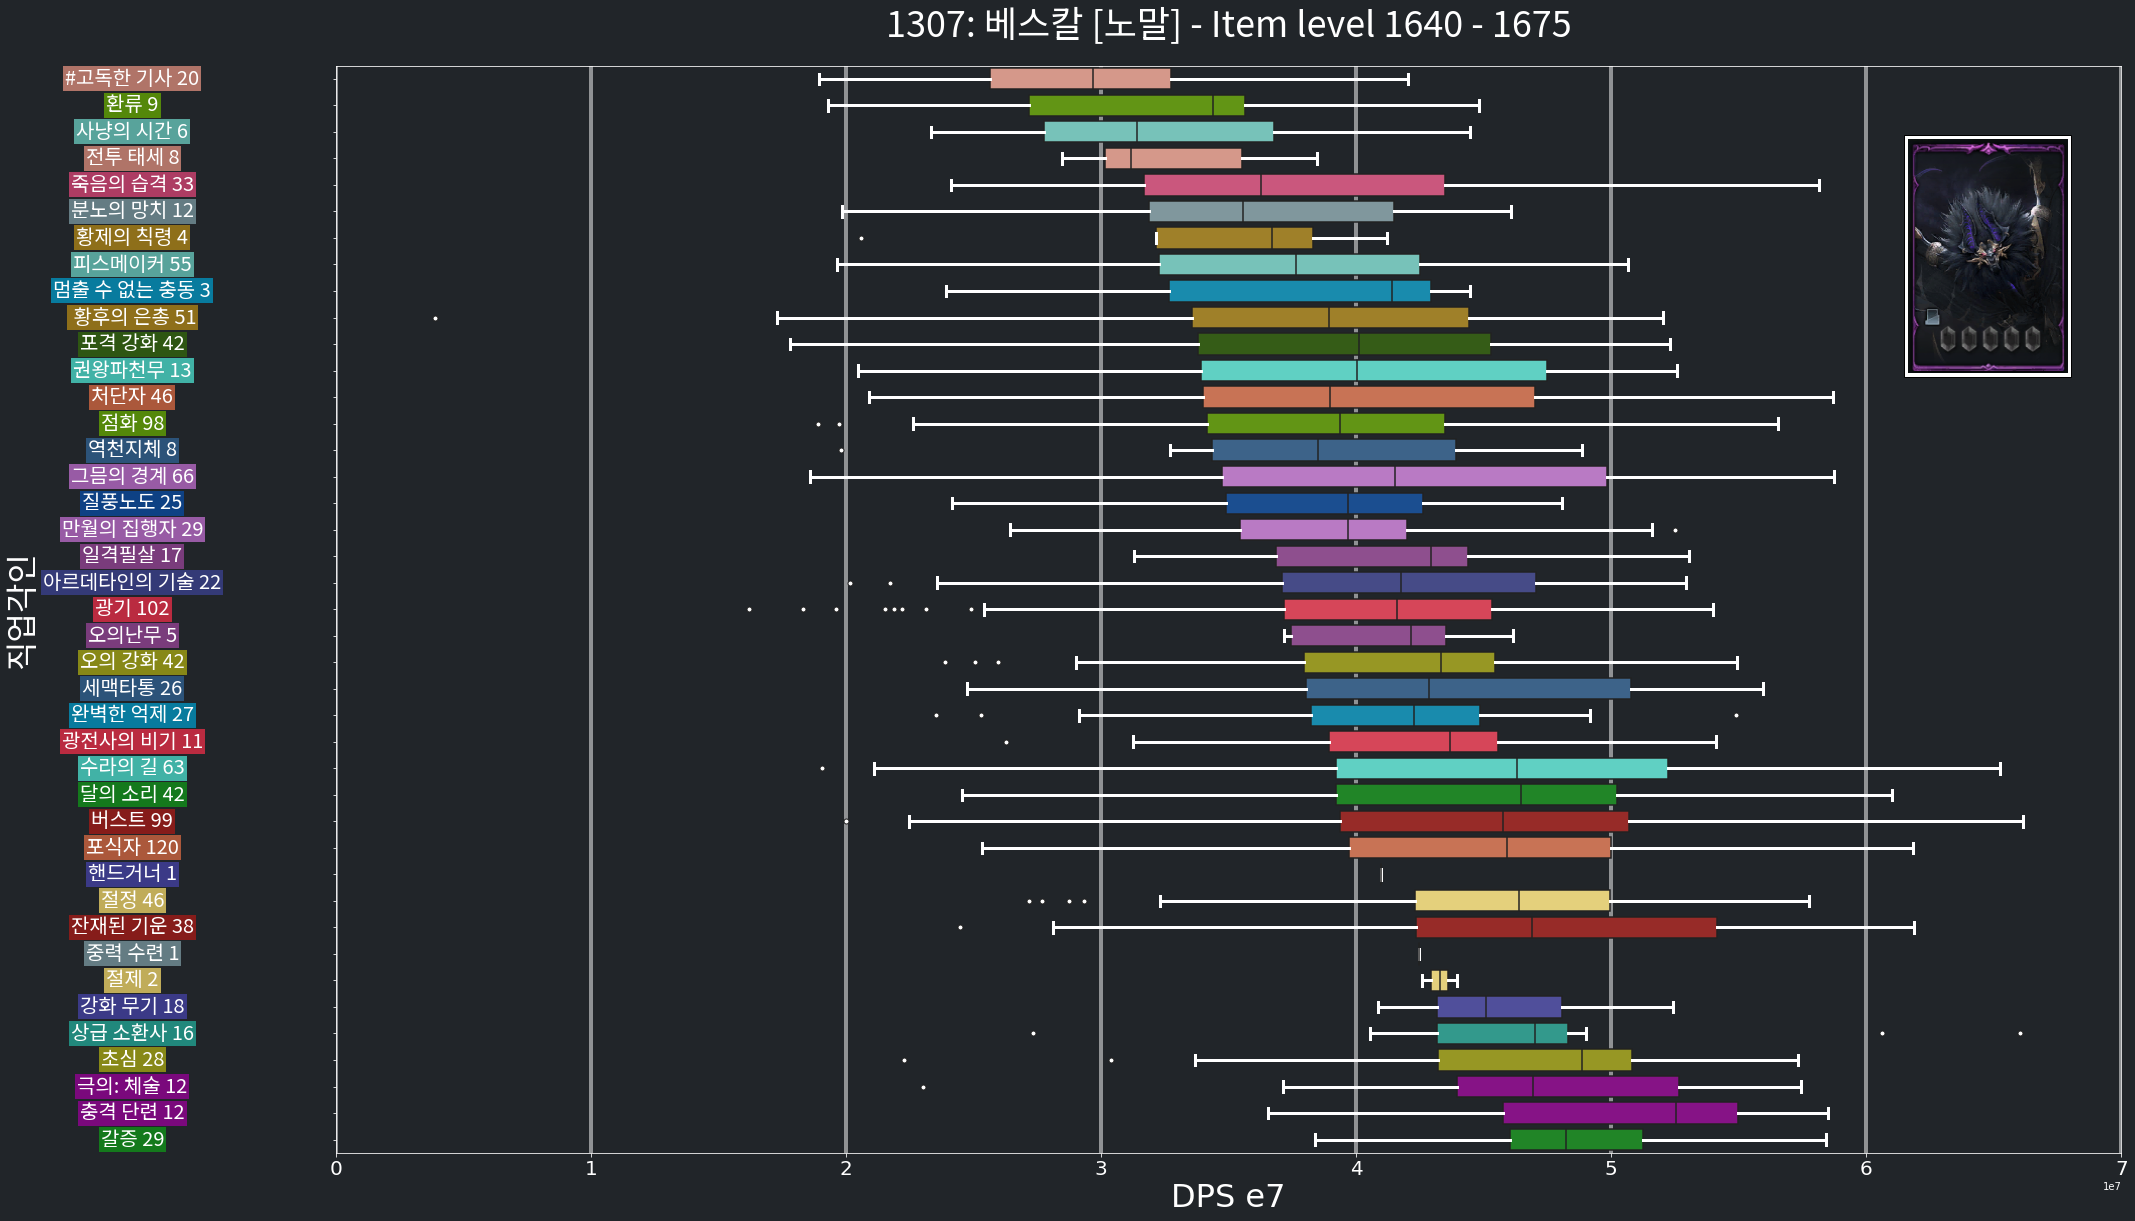 1307: 베스칼 [노말] - Item level 1640 - 1675
#고독한 기사 20
환류 9
사냥의 시간 6
전투 태세 8
죽음의 습격 33
분노의 망치 12
황제의 칙령 4
피스메이커 55
멈출 수 없는 충동 3
황후의 은총 51
포격 강화 42
권왕파천무 13
처단자 46
점화 98
역천지체 8
그믐의 경계 66
질풍노도 25
만월의 집행자 29
일격필살 17
아르데타인의 기술 22
광기 102
오의난무 5
오의 강화 42
세맥타통 26
완벽한 억제 27
광전사의 비기 11
수라의 길 63
달의 소리 42
버스트 99
포식자 120
핸드거너 1
절정 46
잔재된 기운 38
중력 수련 1
절제 2
강화 무기 18
상급 소환사 16
초심 28
극의: 체술 12
충격 단련 12
갈증 29
직업각인
0 1 2 3 4 5 6 7
1e7
DPS e7